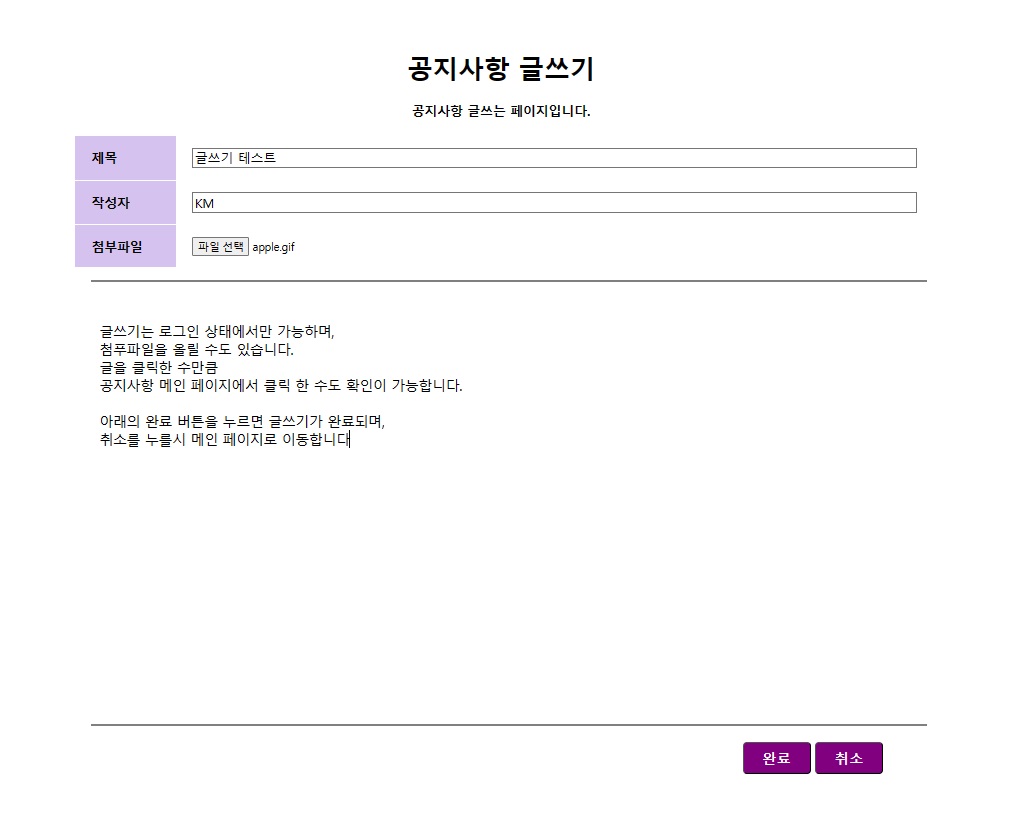 공지사항 글쓰기
공지사항 글쓰는 페이지입니다.
제목 글쓰기 테스트
작성자 KM
첨부파일 파일 선택 apple.gif
글쓰기는 로그인 상태에서만 가능하며,
첨푸파일을 올릴 수도 있습니다.
글을 클릭한 수만큼
공지사항 메인 페이지에서 클릭 한 수도 확인이 가능합니다.
아래의 완료 버튼을 누르면 글쓰기가 완료되며,
취소를 누를시 메인 페이지로 이동합니다
완료 취소